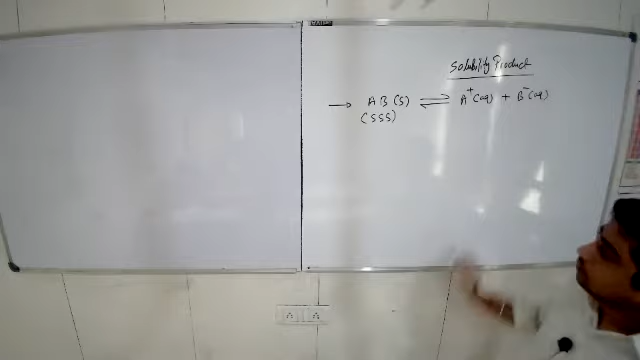 Solubility Product
→ AB(s) ⇌ A⁺(aq) + B⁻(aq)
(SSS)